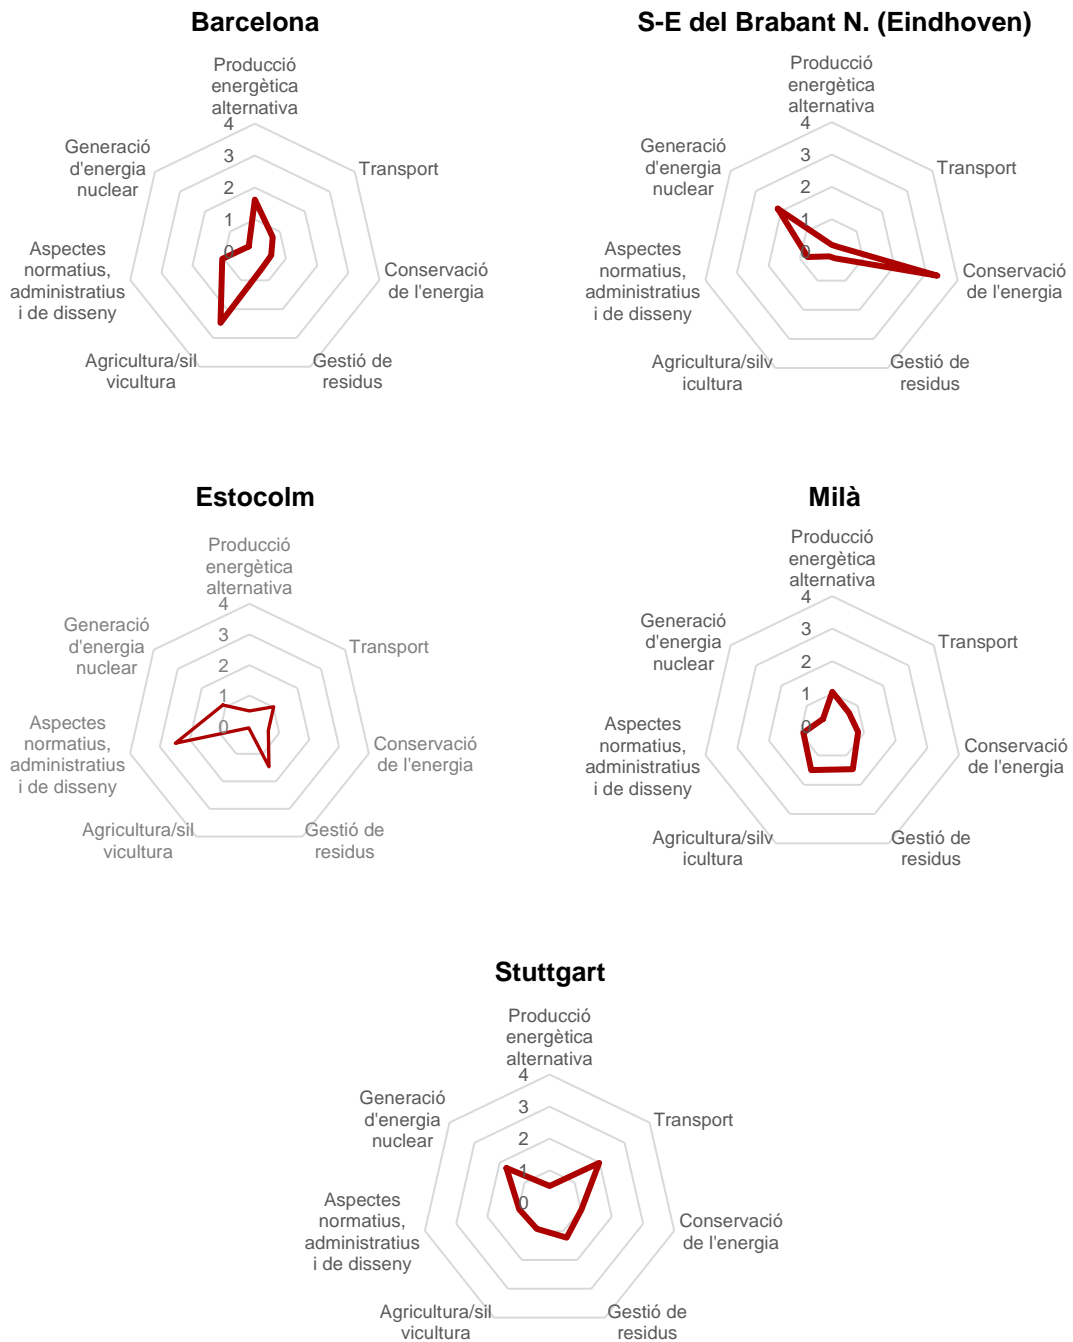 Barcelona
Producció
energètica
alternativa
4
3
2
1
0
Transport
Conservació
de l'energia
Gestió de
residus
Agricultura/sil
vicultura
Aspectes
normatius,
administratius
i de disseny
Generació
d'energia
nuclear
S-E del Brabant N. (Eindhoven)
Producció
energètica
alternativa
4
3
2
1
0
Transport
Conservació
de l'energia
Gestió de
residus
Agricultura/silv
icultura
Aspectes
normatius,
administratius
i de disseny
Generació
d'energia
nuclear
Estocolm
Producció
energètica
alternativa
4
3
2
1
0
Transport
Conservació
de l'energia
Gestió de
residus
Agricultura/sil
vicultura
Aspectes
normatius,
administratius
i de disseny
Generació
d'energia
nuclear
Milà
Producció
energètica
alternativa
4
3
2
1
0
Transport
Conservació
de l'energia
Gestió de
residus
Agricultura/silv
icultura
Aspectes
normatius,
administratius
i de disseny
Generació
d'energia
nuclear
Stuttgart
Producció
energètica
alternativa
4
3
2
1
0
Transport
Conservació
de l'energia
Gestió de
residus
Agricultura/sil
vicultura
Aspectes
normatius,
administratius
i de disseny
Generació
d'energia
nuclear